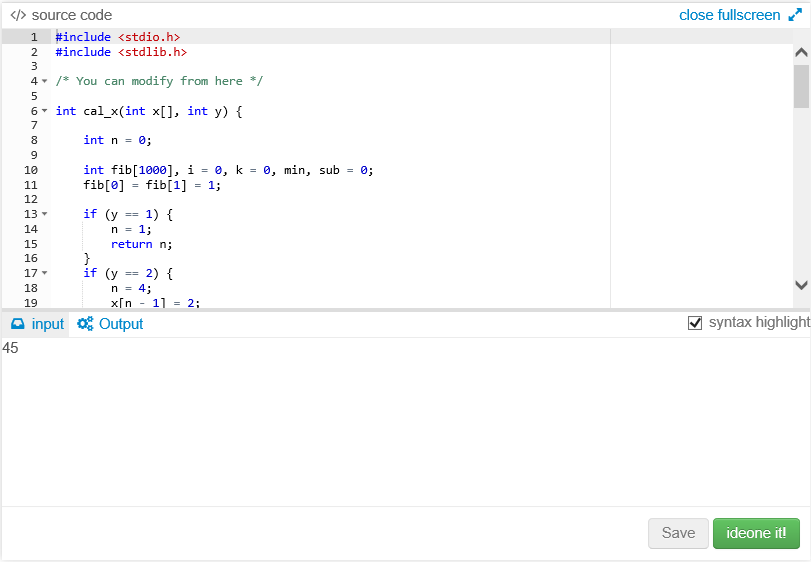 </> source code close fullscreen
1 #include <stdio.h>
2 #include <stdlib.h>
3
4 /* You can modify from here */
5
6 int cal_x(int x[], int y) {
7
8 int n = 0;
9
10 int fib[1000], i = 0, k = 0, min, sub = 0;
11 fib[0] = fib[1] = 1;
12
13 if (y == 1) {
14 n = 1;
15 return n;
16 }
17 if (y == 2) {
18 n = 4;
19 x[n - 1] = 2;
input Output syntax highlight
45
Save ideone it!